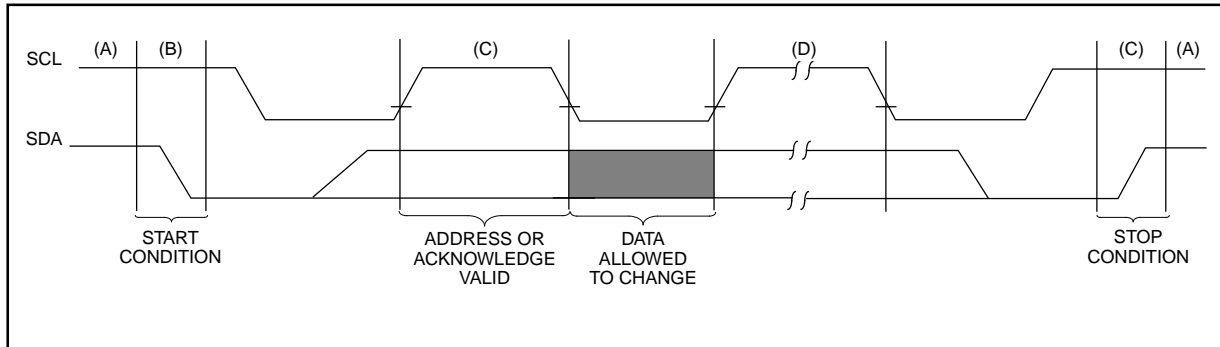 (A) (B) (C) (D) (C) (A)
SCL
SDA
START
CONDITION
ADDRESS OR
ACKNOWLEDGE
VALID
DATA
ALLOWED
TO CHANGE
STOP
CONDITION